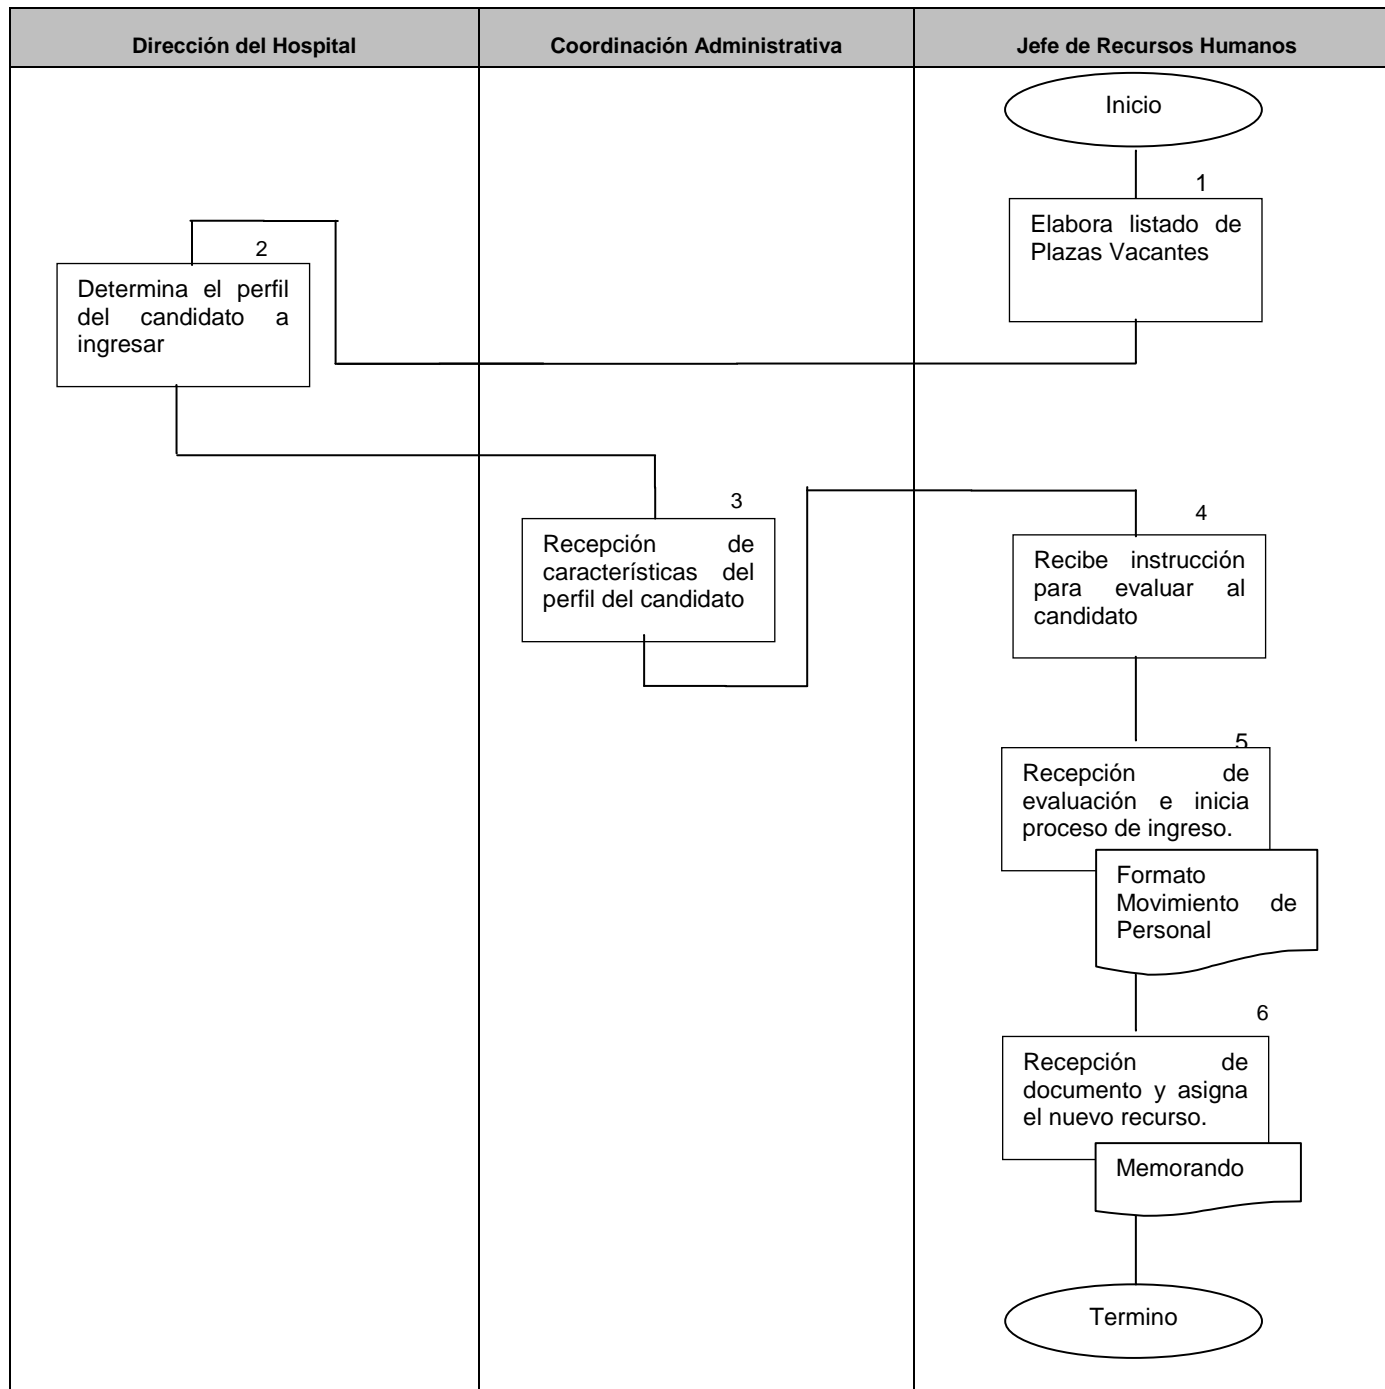 Dirección del Hospital
Coordinación Administrativa
Jefe de Recursos Humanos
Inicio
1
Elabora listado de
Plazas Vacantes
2
Determina el perfil
del candidato a
ingresar
3
Recepción de
características del
perfil del candidato
4
Recibe instrucción
para evaluar al
candidato
5
Recepción de
evaluación e inicia
proceso de ingreso.
Formato
Movimiento de
Personal
6
Recepción de
documento y asigna
el nuevo recurso.
Memorando
Termino